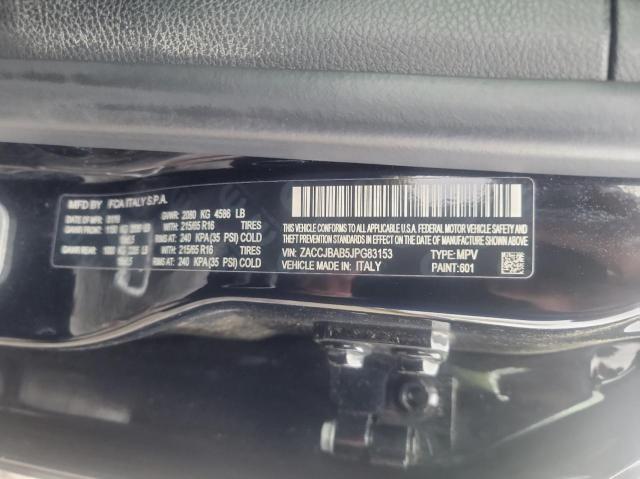 MFD BY FCA ITALY S.P.A.
DATE OF MFD GVWR: 2080 KG 4586 LB
WITH: 215/65 R16 TIRES
RIMS AT: 240 KPA(35 PSI) COLD
WITH: 215/65 R16 TIRES
RIMS AT: 240 KPA(35 PSI) COLD
THIS VEHICLE CONFORMS TO ALL APPLICABLE U.S.A. FEDERAL MOTOR VEHICLE SAFETY AND
THEFT PREVENTION STANDARDS IN EFFECT ON THE DATE OF MANUFACTURE SHOWN ABOVE.
VIN: ZACCJBAB5JPG83153 TYPE: MPV
VEHICLE MADE IN: ITALY PAINT: 601